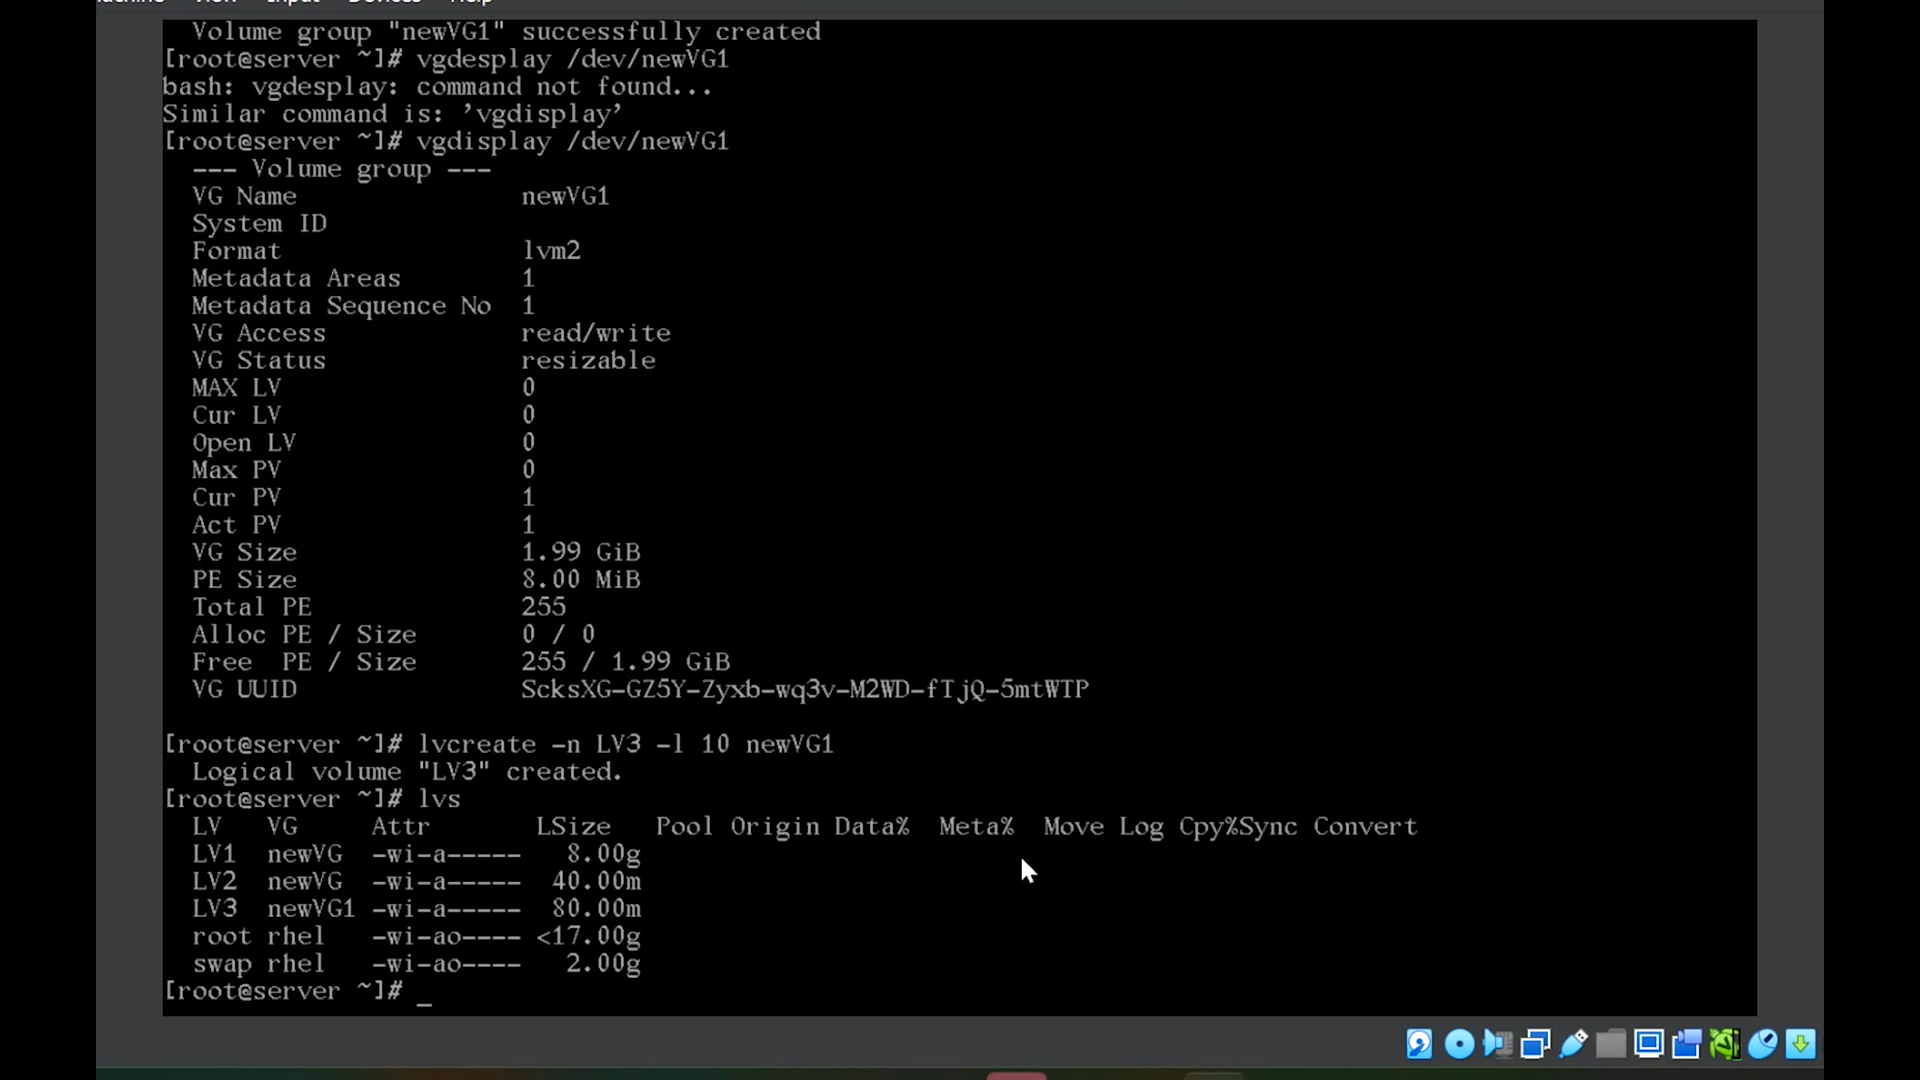 Machine View Input Devices Help
Volume group "newVG1" successfully created
[root@server ~]# vgdesplay /dev/newVG1
bash: vgdesplay: command not found...
Similar command is: 'vgdisplay'
[root@server ~]# vgdisplay /dev/newVG1
--- Volume group ---
VG Name newVG1
System ID
Format lvm2
Metadata Areas 1
Metadata Sequence No 1
VG Access read/write
VG Status resizable
MAX LV 0
Cur LV 0
Open LV 0
Max PV 0
Cur PV 1
Act PV 1
VG Size 1.99 GiB
PE Size 8.00 MiB
Total PE 255
Alloc PE / Size 0 / 0
Free PE / Size 255 / 1.99 GiB
VG UUID ScksXG-GZ5Y-Zyxb-wq3v-M2WD-fTjQ-5mtWTP
[root@server ~]# lvcreate -n LV3 -l 10 newVG1
Logical volume "LV3" created.
[root@server ~]# lvs
LV VG Attr LSize Pool Origin Data% Meta% Move Log Cpy%Sync Convert
LV1 newVG -wi-a----- 8.00g
LV2 newVG -wi-a----- 40.00m
LV3 newVG1 -wi-a----- 80.00m
root rhel -wi-ao---- <17.00g
swap rhel -wi-ao---- 2.00g
[root@server ~]# _